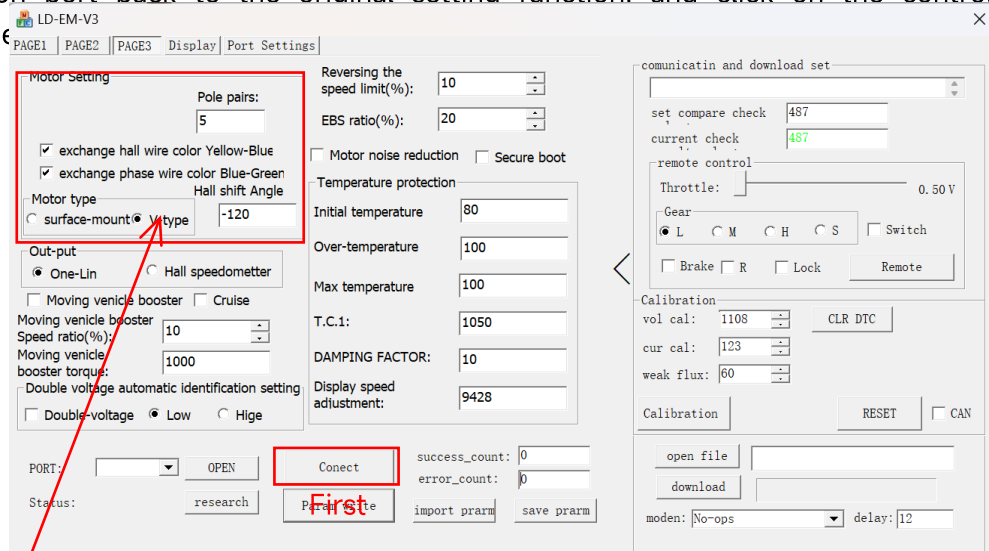 LD-EM-V3
PAGE1 PAGE2 PAGE3 Display Port Settings
Motor Setting
Pole pairs:
5
exchange hall wire color Yellow-Blue
exchange phase wire color Blue-Green
Hall shift Angle
-120
Motor type
surface-mount V-type
Out-put
One-Lin Hall speedometter
Moving venicle booster Cruise
Moving venicle booster
Speed ratio(%): 10
Moving venicle
booster torque: 1000
Double voltage automatic identification setting
Double-voltage Low Hige
Reversing the
speed limit(%): 10
EBS ratio(%): 20
Motor noise reduction Secure boot
Temperature protection
Initial temperature 80
Over-temperature 100
Max temperature 100
T.C.1: 1050
DAMPING FACTOR: 10
Display speed
adjustment: 9428
PORT: OPEN Conect
Status: research Param write
First
success_count: 0
error_count: 0
import prarm save prarm
comunicatin and download set
set compare check 487
current check 487
remote control
Throttle: 0.50 V
Gear
L M H S Switch
Brake R Lock Remote
Calibration
vol cal: 1108 CLR DTC
cur cal: 123
weak flux: 60
Calibration RESET CAN
open file
download
moden: No-ops delay: 12